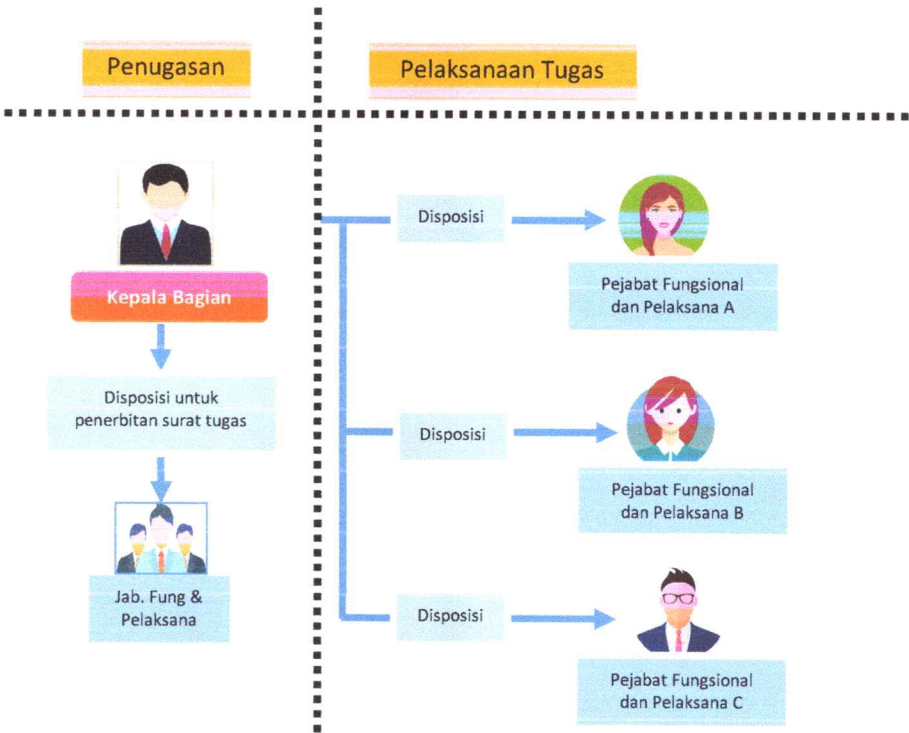 Penugasan
Pelaksanaan Tugas
Kepala Bagian
Disposisi untuk
penerbitan surat tugas
Jab. Fung &
Pelaksana
Disposisi
Pejabat Fungsional
dan Pelaksana A
Disposisi
Pejabat Fungsional
dan Pelaksana B
Disposisi
Pejabat Fungsional
dan Pelaksana C